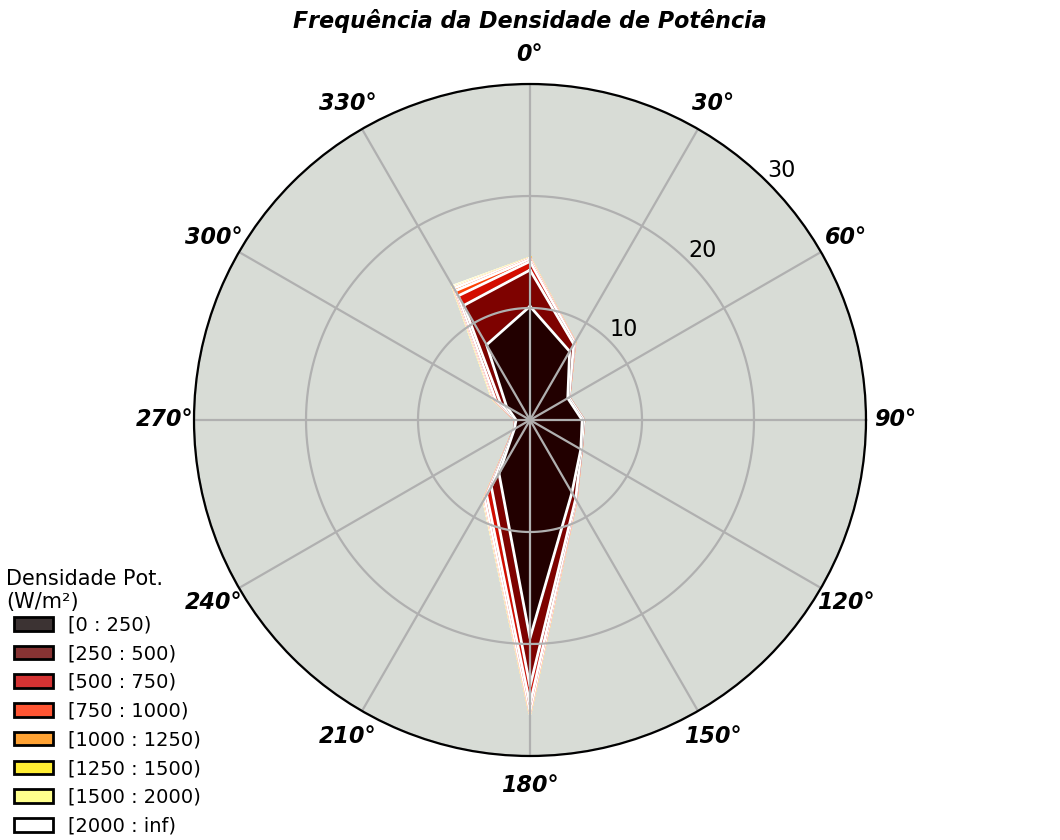 Frequência da Densidade de Potência
0°
330°
30°
30
300°
60°
20
10
270°
90°
Densidade Pot.
(W/m²)
240°
120°
[0 : 250)
[250 : 500)
[500 : 750)
[750 : 1000)
210°
150°
[1000 : 1250)
[1250 : 1500)
180°
[1500 : 2000)
[2000 : inf)